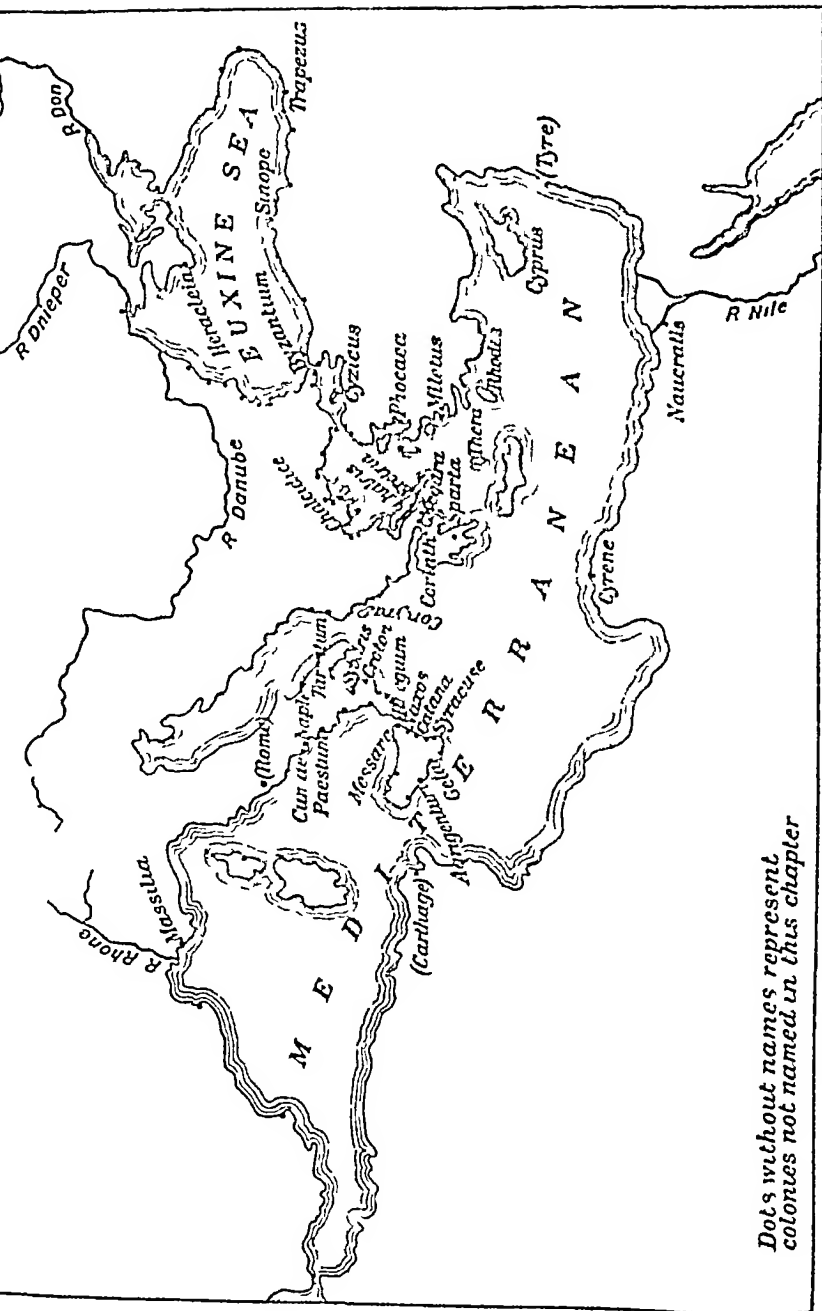 R Don
R Dnieper
Trapezus
EUXINE SEA
Sinope
Heracleia
Byzantium
R Danube
Cyzicus
Phocaea
Miletus
Chalcidice
Corinth
Sparta
Thera
Cyprus
(Tyre)
R Nile
Naucratis
Cyrene
Croton
(Rome)
Paestum
Naxos
Catana
Syracuse
Gela
(Carthage)
R Rhone
Massilia
MEDITERRANEAN
Dots without names represent
colonies not named in this chapter